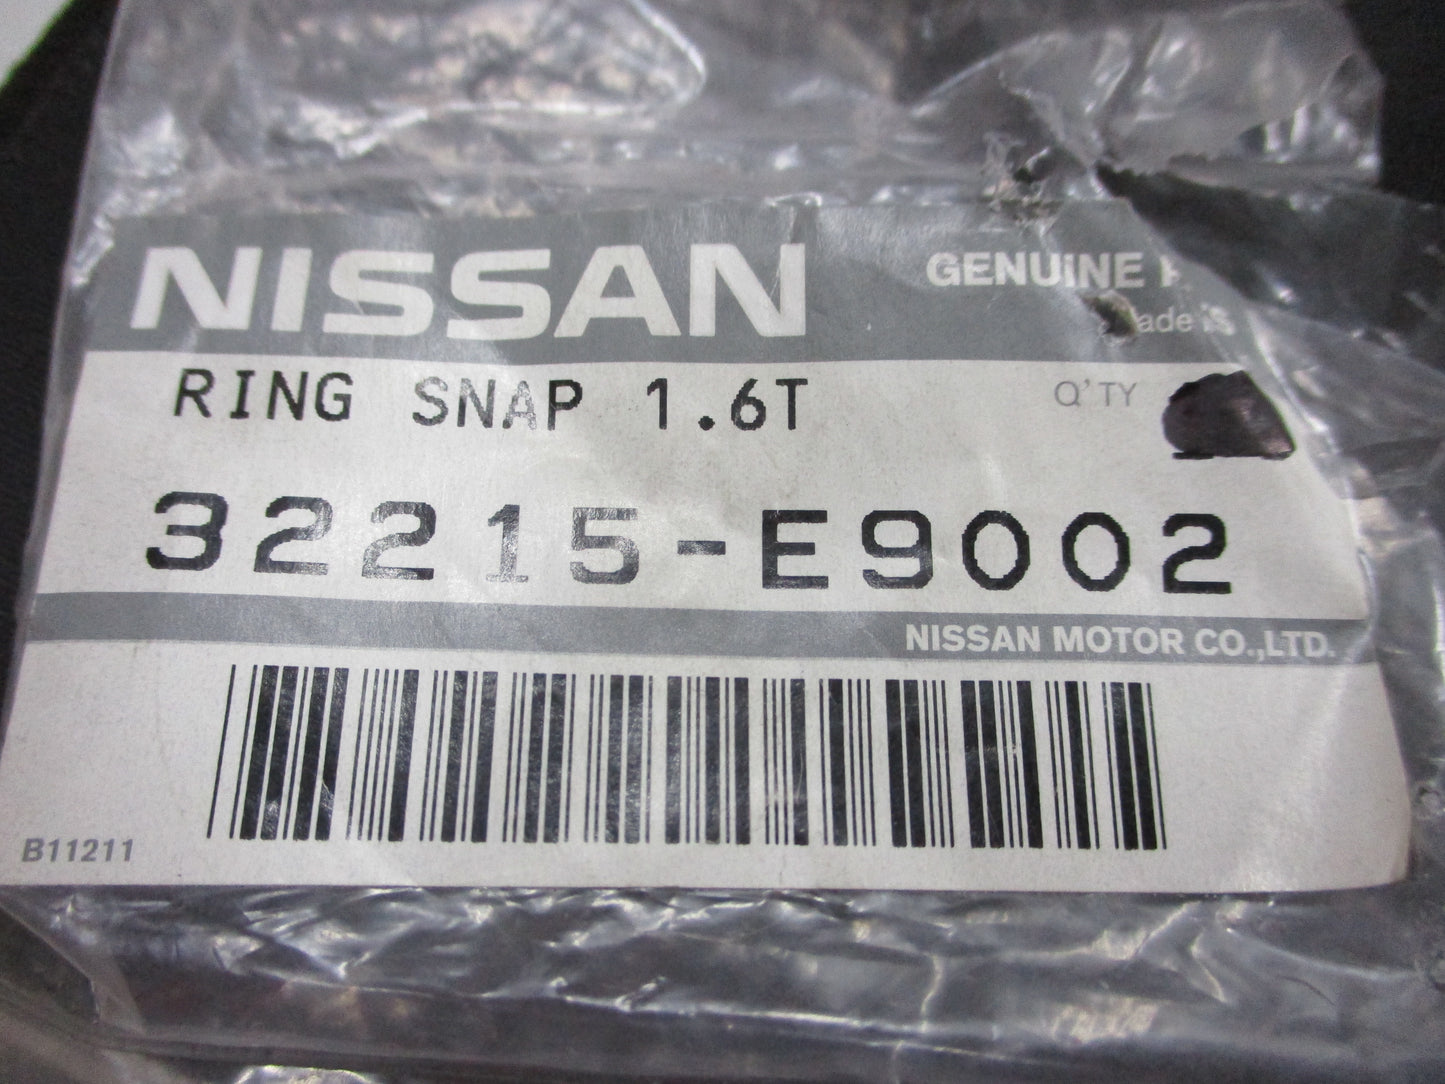 NISSAN
GENUINE
RING SNAP 1.6T
Q'TY
32215-E9002
NISSAN MOTOR CO.,LTD.
B11211